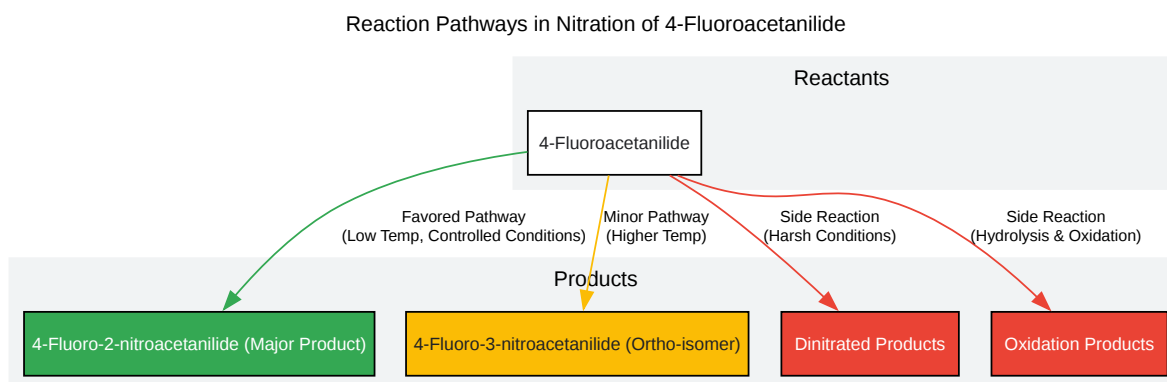 Reaction Pathways in Nitration of 4-Fluoroacetanilide
Reactants
4-Fluoroacetanilide
Favored Pathway
(Low Temp, Controlled Conditions)
Minor Pathway
(Higher Temp)
Side Reaction
(Harsh Conditions)
Side Reaction
(Hydrolysis & Oxidation)
Products
4-Fluoro-2-nitroacetanilide (Major Product)
4-Fluoro-3-nitroacetanilide (Ortho-isomer)
Dinitrated Products
Oxidation Products